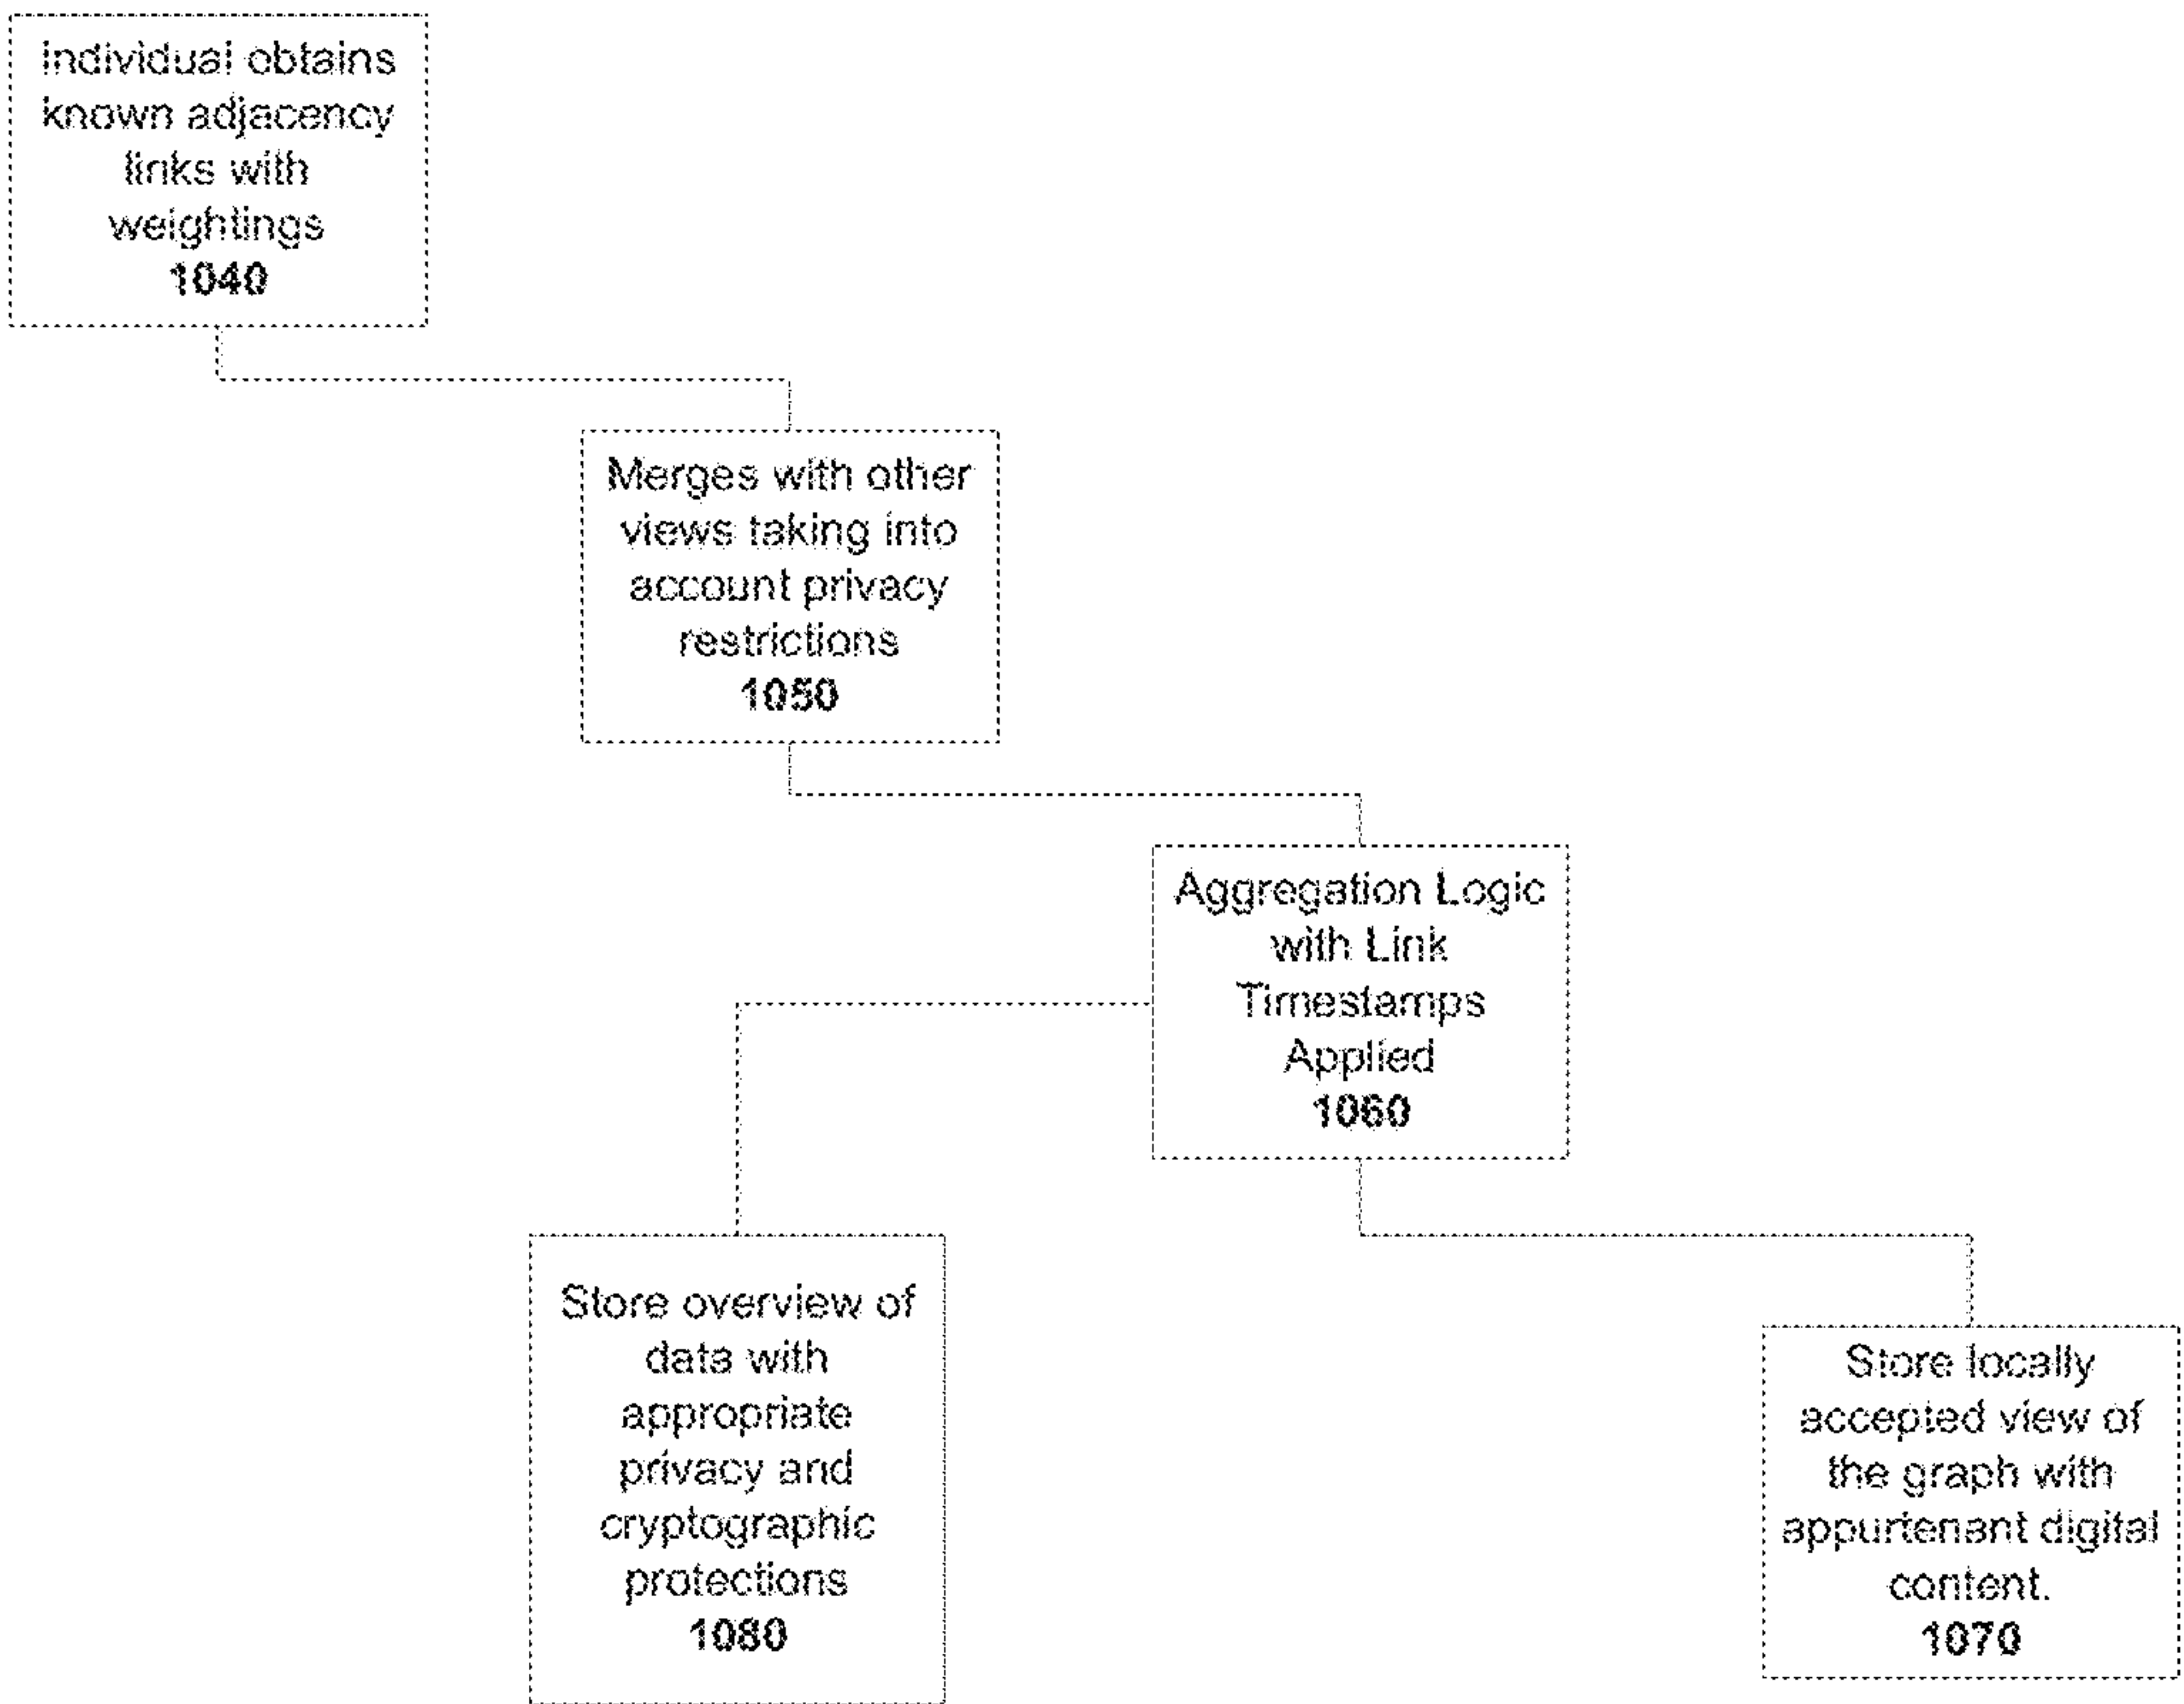 Individual obtains
known adjacency
links with
weightings
1040
Merges with other
views taking into
account privacy
restrictions
1050
Aggregation Logic
with Link
Timestamps
Applied
1060
Store overview of
data with
appropriate
privacy and
cryptographic
protections
1080
Store locally
accepted view of
the graph with
appurtenant digital
content.
1070